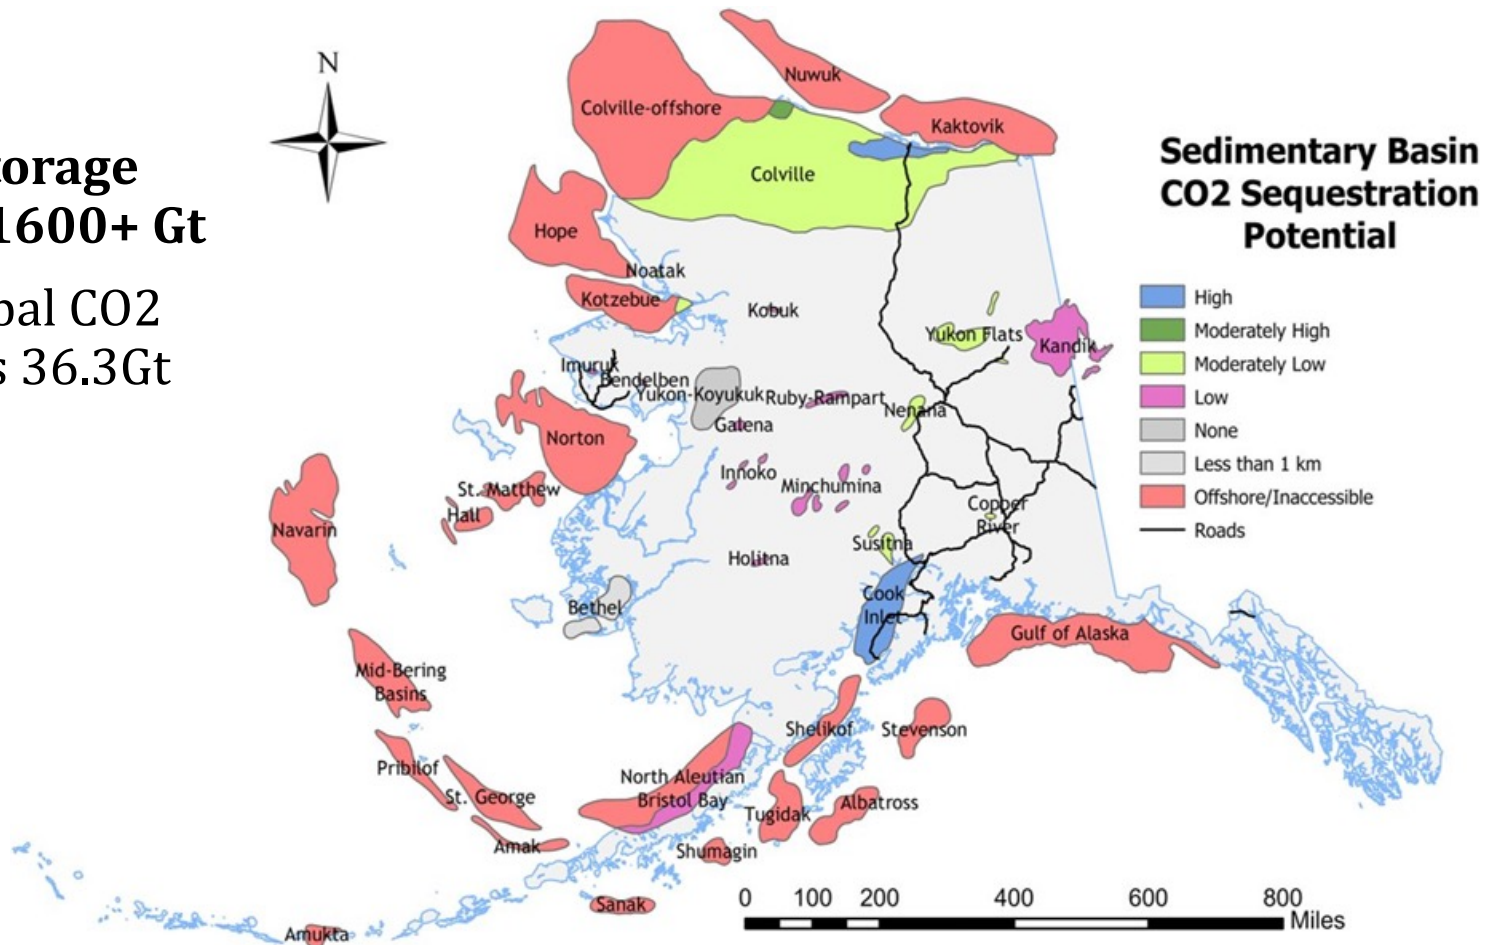 N
torage
1600+ Gt
bal CO2
s 36.3Gt
Sedimentary Basin
CO2 Sequestration
Potential
High
Moderately High
Moderately Low
Low
None
Less than 1 km
Offshore/Inaccessible
Roads
Nuwuk
Colville-offshore
Kaktovik
Colville
Hope
Noatak
Kotzebue
Kobuk
Yukon Flats
Kandik
Imuruk
Bendelben
Yukon-Koyukuk
Ruby-Rampart
Nenana
Galena
Norton
Innoko
Minchumina
St. Matthew
Hall
Navarin
Copper
River
Susitna
Holitna
Cook
Inlet
Bethel
Gulf of Alaska
Mid-Bering
Basins
Shelikof
Stevenson
Pribilof
St. George
North Aleutian
Bristol Bay
Tugidak
Albatross
Amak
Shumagin
Sanak
Amukta
0 100 200 400 600 800
Miles